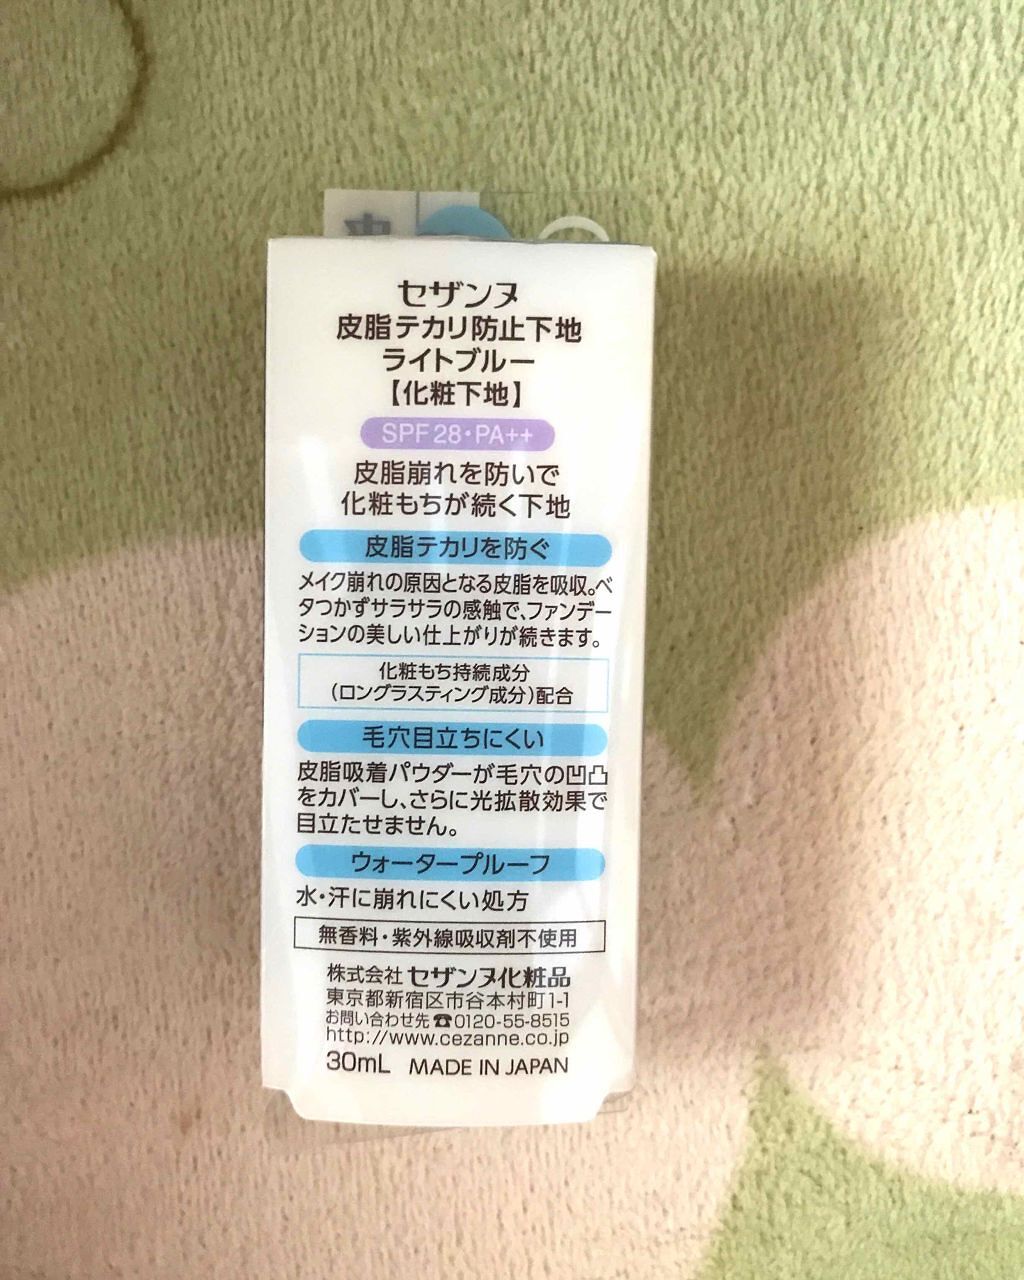 セザンヌ
皮脂テカリ防止下地
ライトブルー
【化粧下地】
SPF28・PA++
皮脂崩れを防いで
化粧もちが続く下地
皮脂テカリを防ぐ
メイク崩れの原因となる皮脂を吸収。ベ
タつかずサラサラの感触で、ファンデー
ションの美しい仕上がりが続きます。
化粧もち持続成分
(ロングラスティング成分)配合
毛穴目立ちにくい
皮脂吸着パウダーが毛穴の凹凸
をカバーし、さらに光拡散効果で
目立たせません。
ウォータープルーフ
水・汗に崩れにくい処方
無香料・紫外線吸収剤不使用
株式会社 セザンヌ化粧品
東京都新宿区市谷本村町1-1
お問い合わせ先☎0120-55-8515
http://www.cezanne.co.jp
30mL MADE IN JAPAN